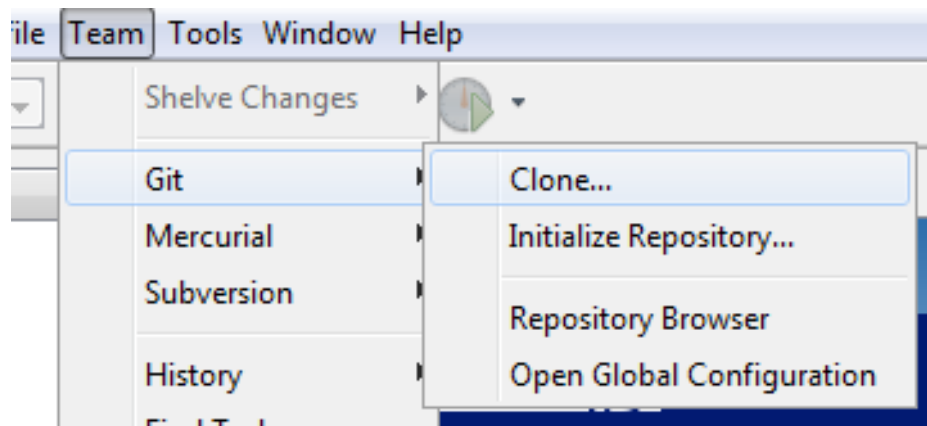 ile Team Tools Window Help
Shelve Changes
Git
Mercurial
Subversion
History
Clone...
Initialize Repository...
Repository Browser
Open Global Configuration